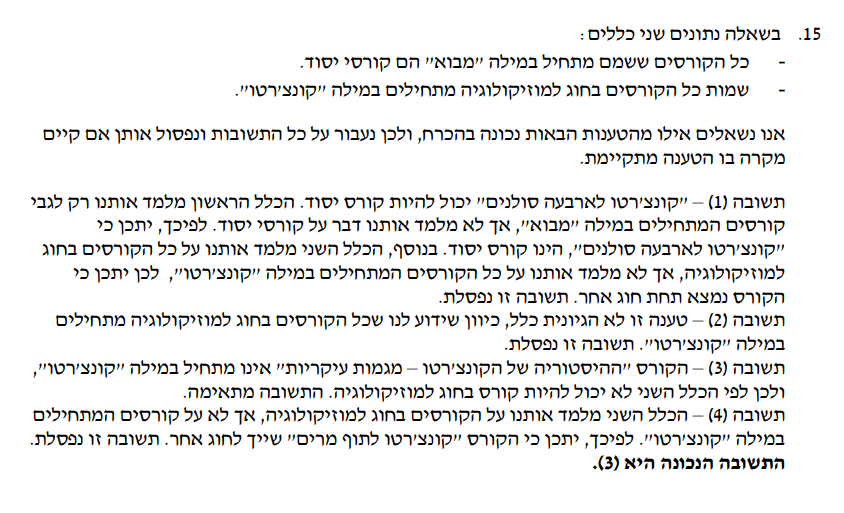 15. בשאלה נתונים שני כללים:
- כל הקורסים ששמם מתחיל במילה "מבוא" הם קורסי יסוד.
- שמות כל הקורסים בחוג למוזיקולוגיה מתחילים במילה "קונצ'רטו".
אנו נשאלים אילו מהטענות הבאות נכונה בהכרח, ולכן נעבור על כל התשובות ונפסול אותן אם קיים
מקרה בו הטענה מתקיימת.
תשובה (1) – "קונצ'רטו לארבעה סולנים" יכול להיות קורס יסוד. הכלל הראשון מלמד אותנו רק לגבי
קורסים המתחילים במילה "מבוא", אך לא מלמד אותנו דבר על קורסי יסוד. לפיכך, יתכן כי
"קונצ'רטו לארבעה סולנים", הינו קורס יסוד. בנוסף, הכלל השני מלמד אותנו על כל הקורסים בחוג
למוזיקולוגיה, אך לא מלמד אותנו על כל הקורסים המתחילים במילה "קונצ'רטו", לכן יתכן כי
הקורס נמצא תחת חוג אחר. תשובה זו נפסלת.
תשובה (2) – טענה זו לא הגיונית כלל, כיוון שידוע לנו שכל הקורסים בחוג למוזיקולוגיה מתחילים
במילה "קונצ'רטו". תשובה זו נפסלת.
תשובה (3) – הקורס "ההיסטוריה של הקונצ'רטו – מגמות עיקריות" אינו מתחיל במילה "קונצ'רטו",
ולכן לפי הכלל השני לא יכול להיות קורס בחוג למוזיקולוגיה. התשובה מתאימה.
תשובה (4) – הכלל השני מלמד אותנו על הקורסים בחוג למוזיקולוגיה, אך לא על קורסים המתחילים
במילה "קונצ'רטו". לפיכך, יתכן כי הקורס "קונצ'רטו לתוף מרים" שייך לחוג אחר. תשובה זו נפסלת.
התשובה הנכונה היא (3).